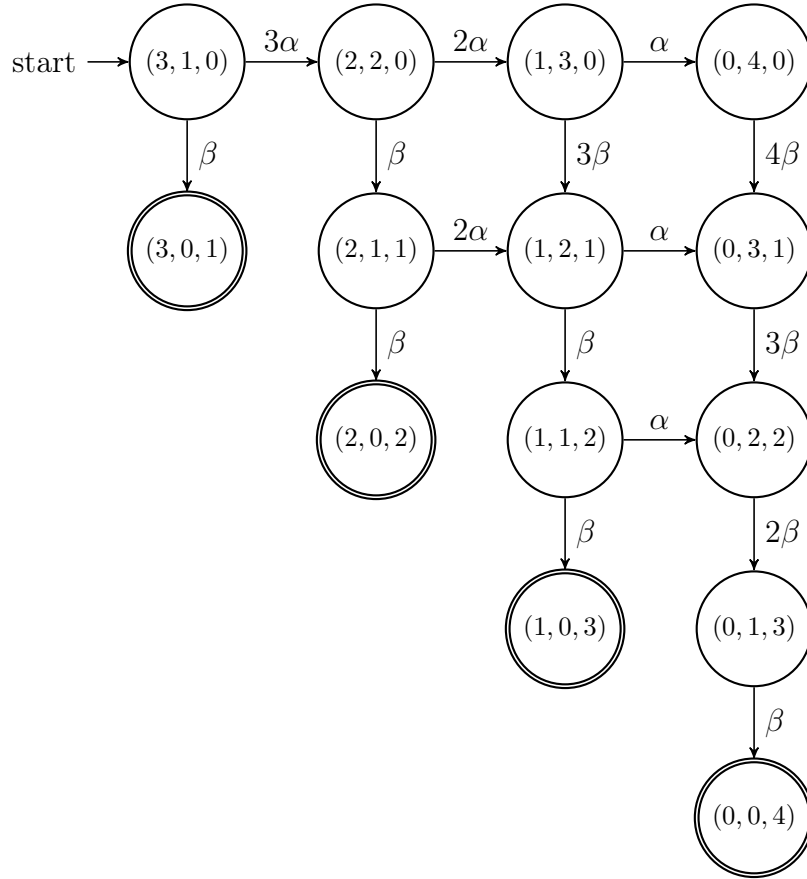 start (3, 1, 0) 3α (2, 2, 0) 2α (1, 3, 0) α (0, 4, 0)
β β 3β 4β
(3, 0, 1) (2, 1, 1) 2α (1, 2, 1) α (0, 3, 1)
β β 3β
(2, 0, 2) (1, 1, 2) α (0, 2, 2)
β 2β
(1, 0, 3) (0, 1, 3)
β
(0, 0, 4)